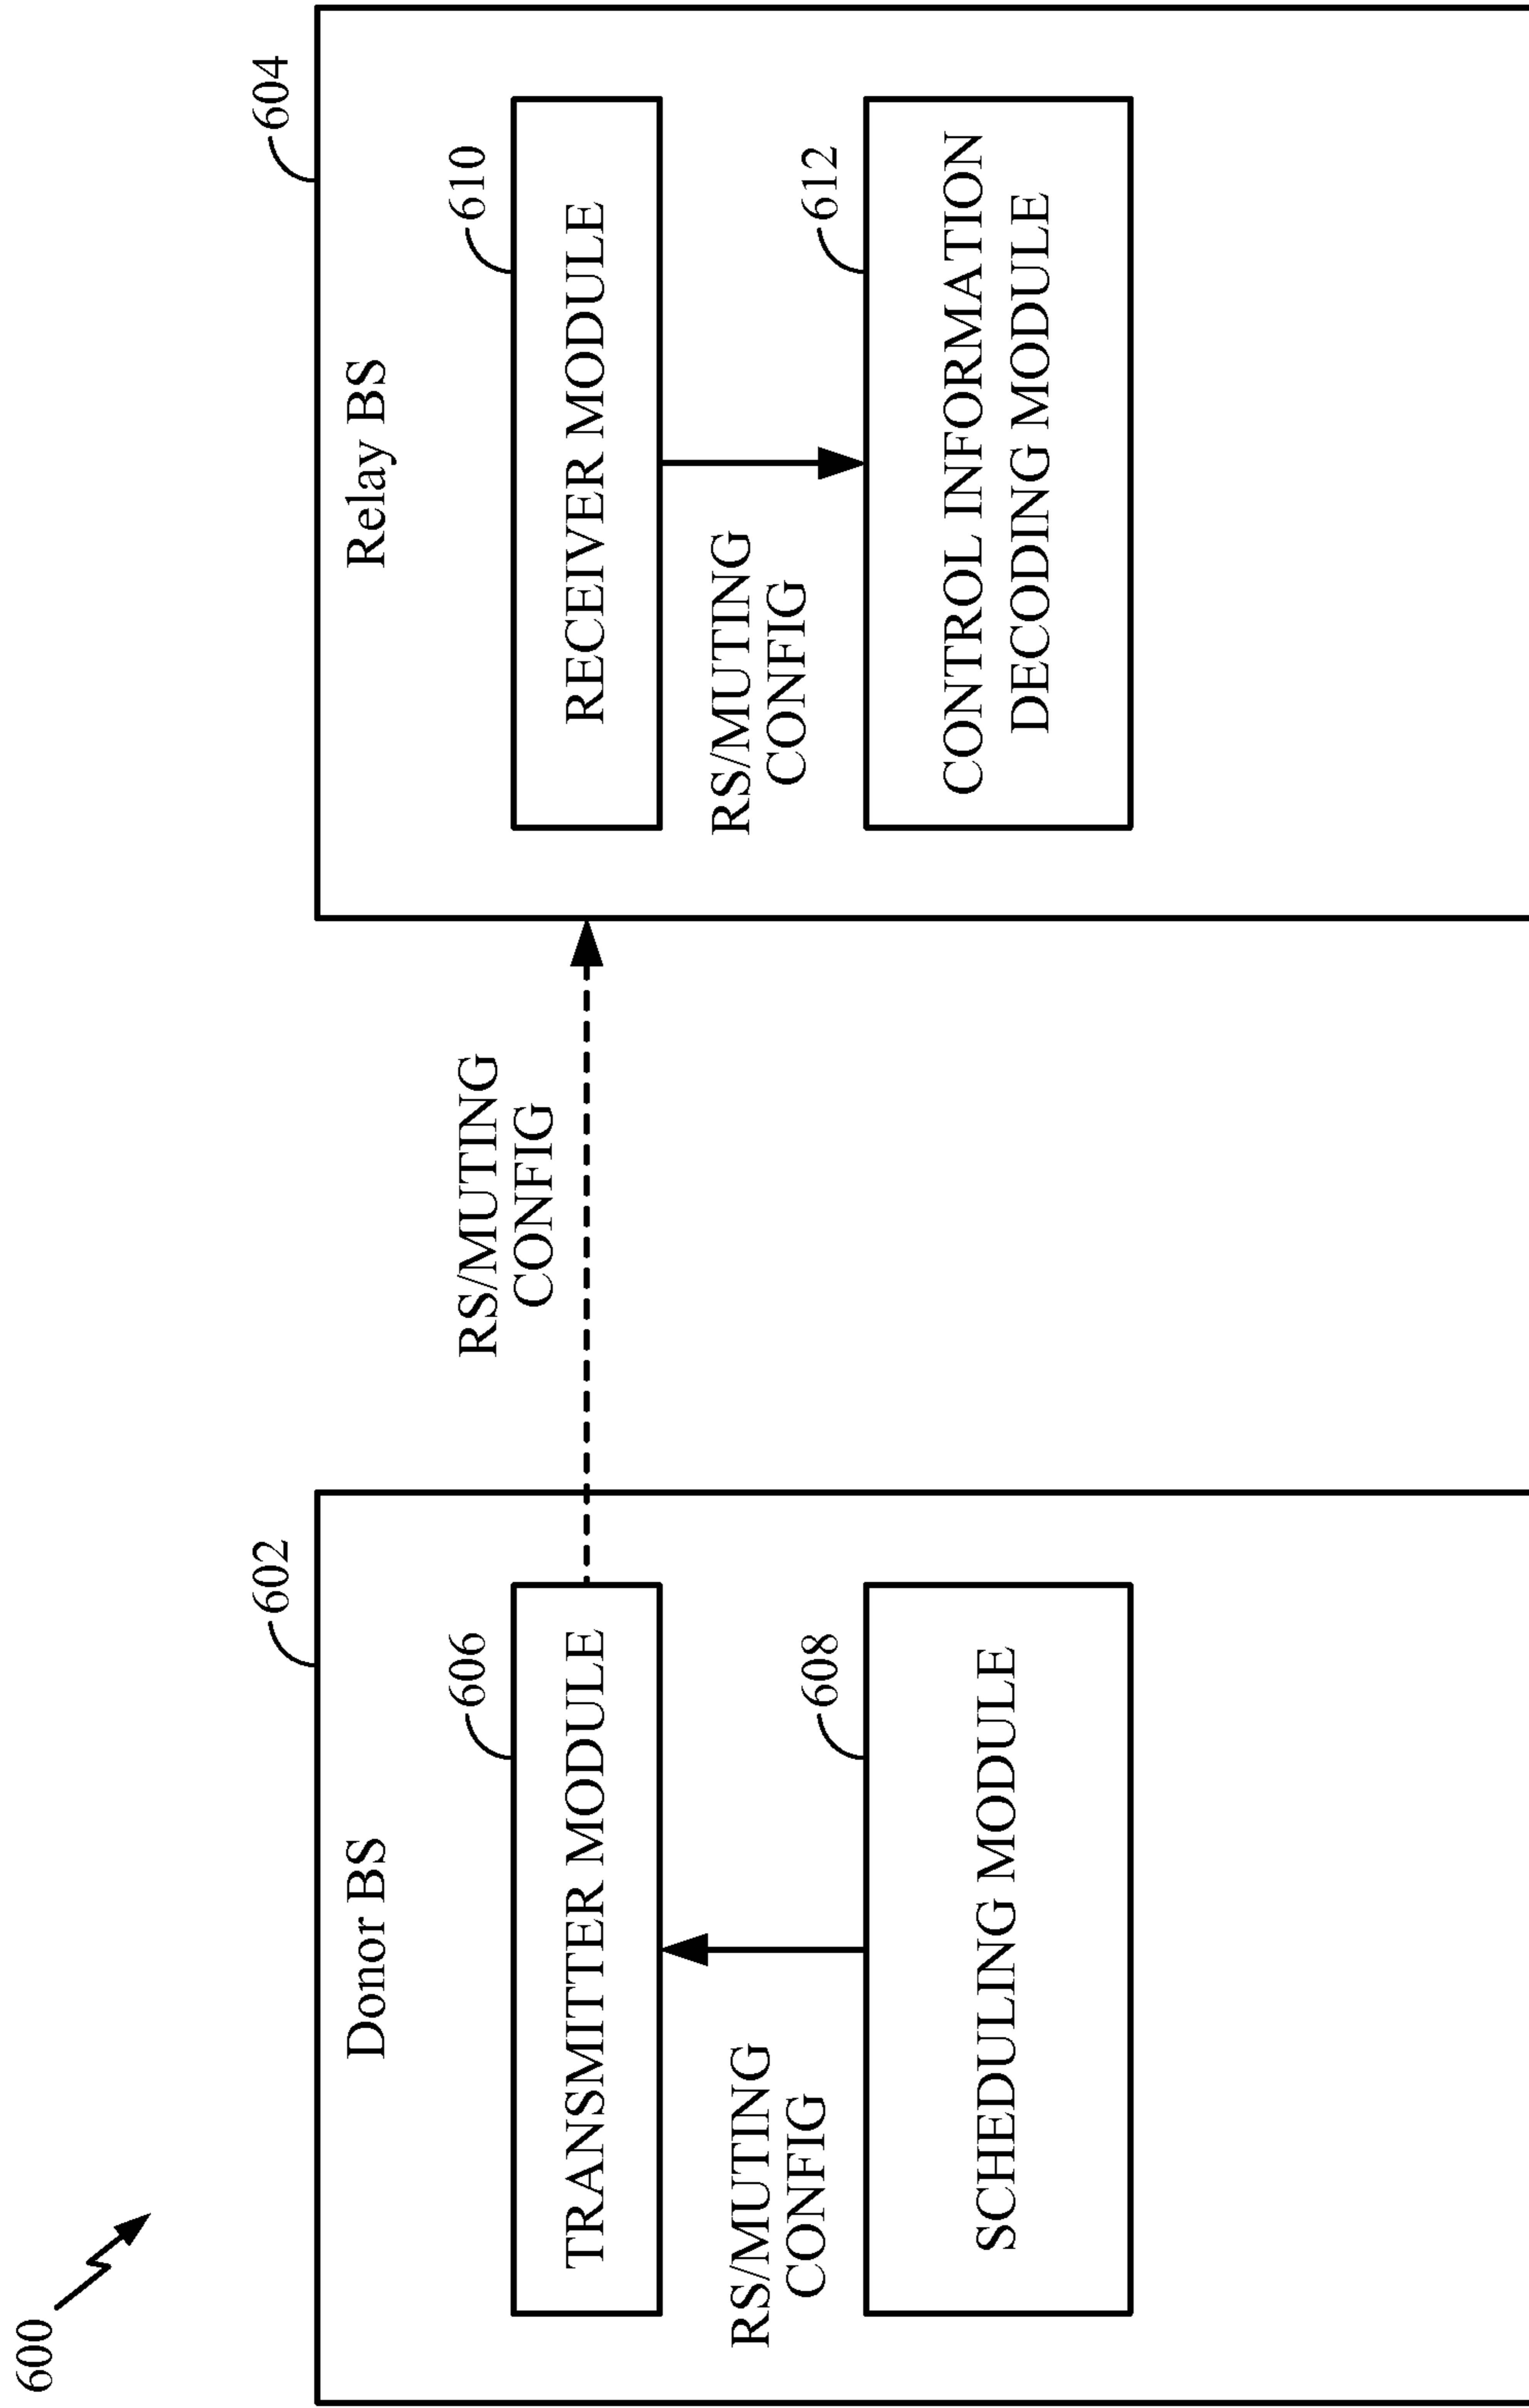 600
602
Donor BS
606
TRANSMITTER MODULE
RS/MUTING
CONFIG
608
SCHEDULING MODULE
RS/MUTING
CONFIG
604
Relay BS
610
RECEIVER MODULE
RS/MUTING
CONFIG
612
CONTROL INFORMATION
DECODING MODULE